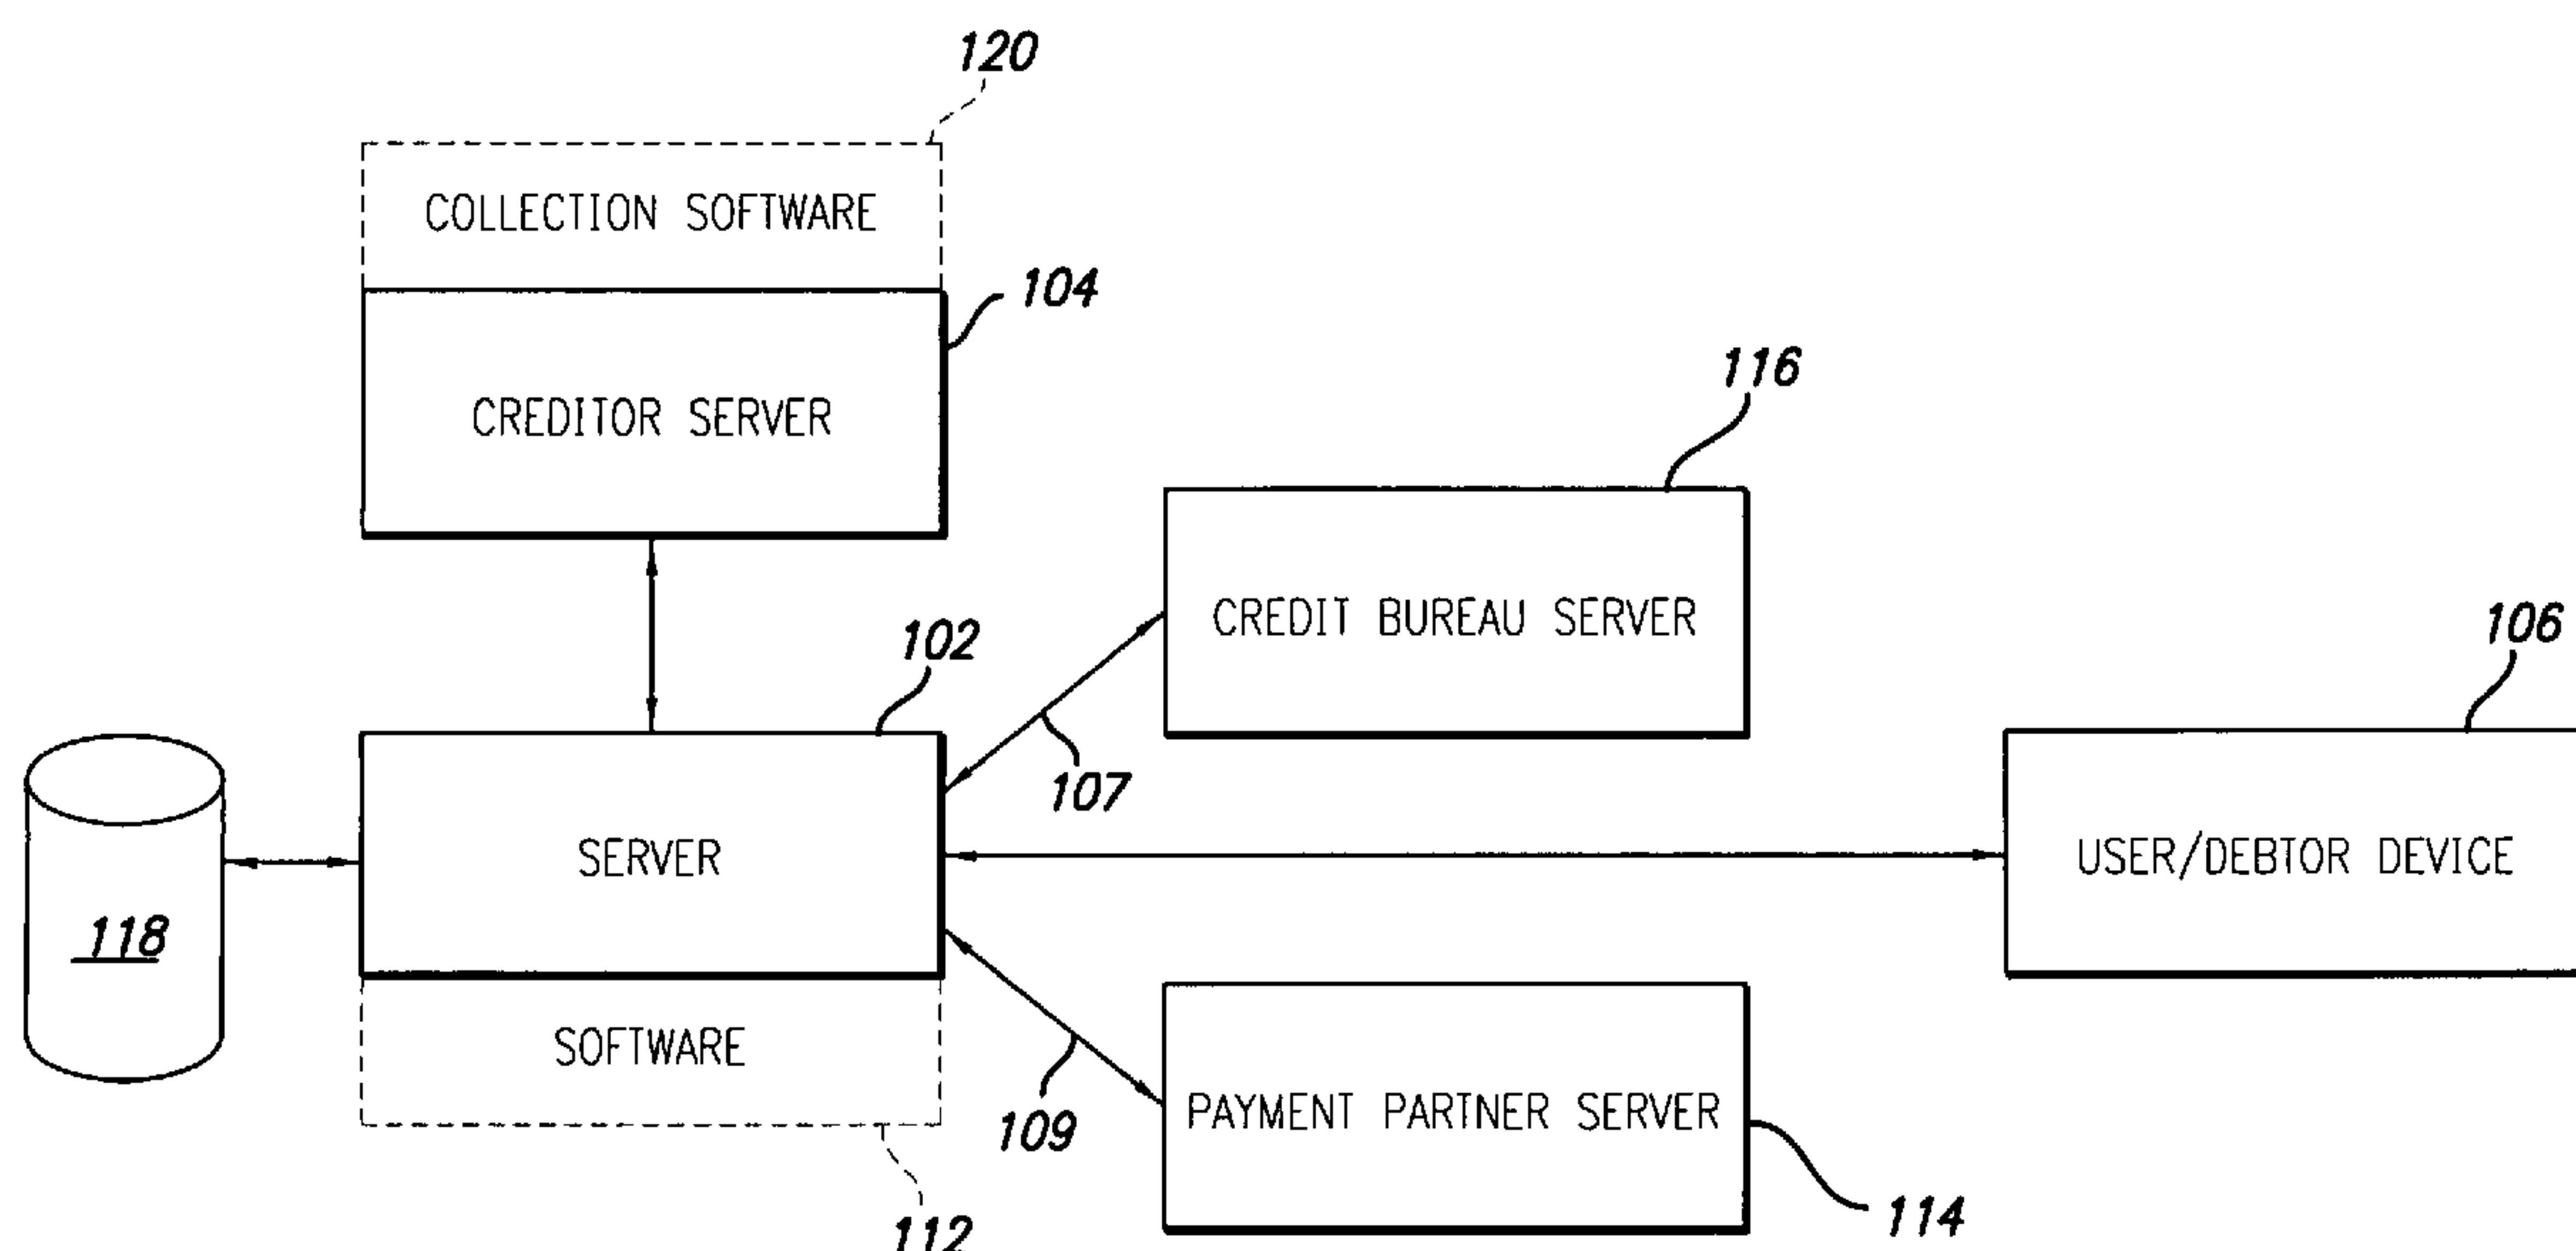 120
COLLECTION SOFTWARE
104
CREDITOR SERVER
116
CREDIT BUREAU SERVER
102
106
107
SERVER
USER/DEBTOR DEVICE
118
SOFTWARE
109
PAYMENT PARTNER SERVER
112
114